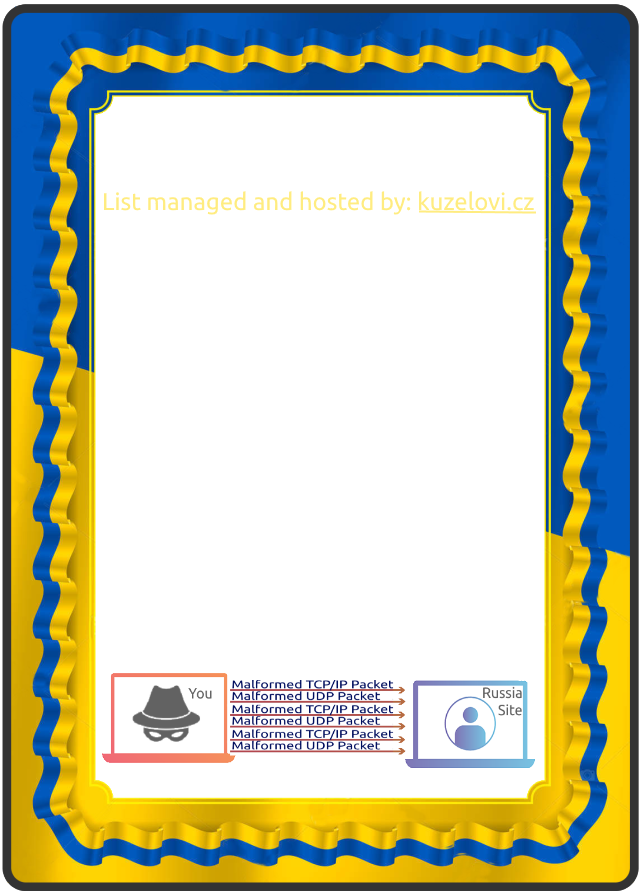 List managed and hosted by: kuzelovi.cz
You
Malformed TCP/IP Packet
Malformed UDP Packet
Malformed TCP/IP Packet
Malformed UDP Packet
Malformed TCP/IP Packet
Malformed UDP Packet
Russia
Site